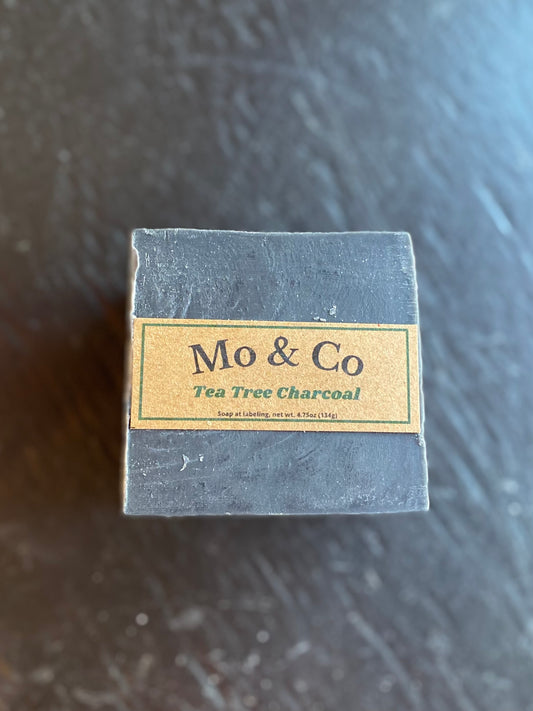 Mo & Co
Tea Tree Charcoal
Soap at labeling, net wt. 4.75oz (134g)